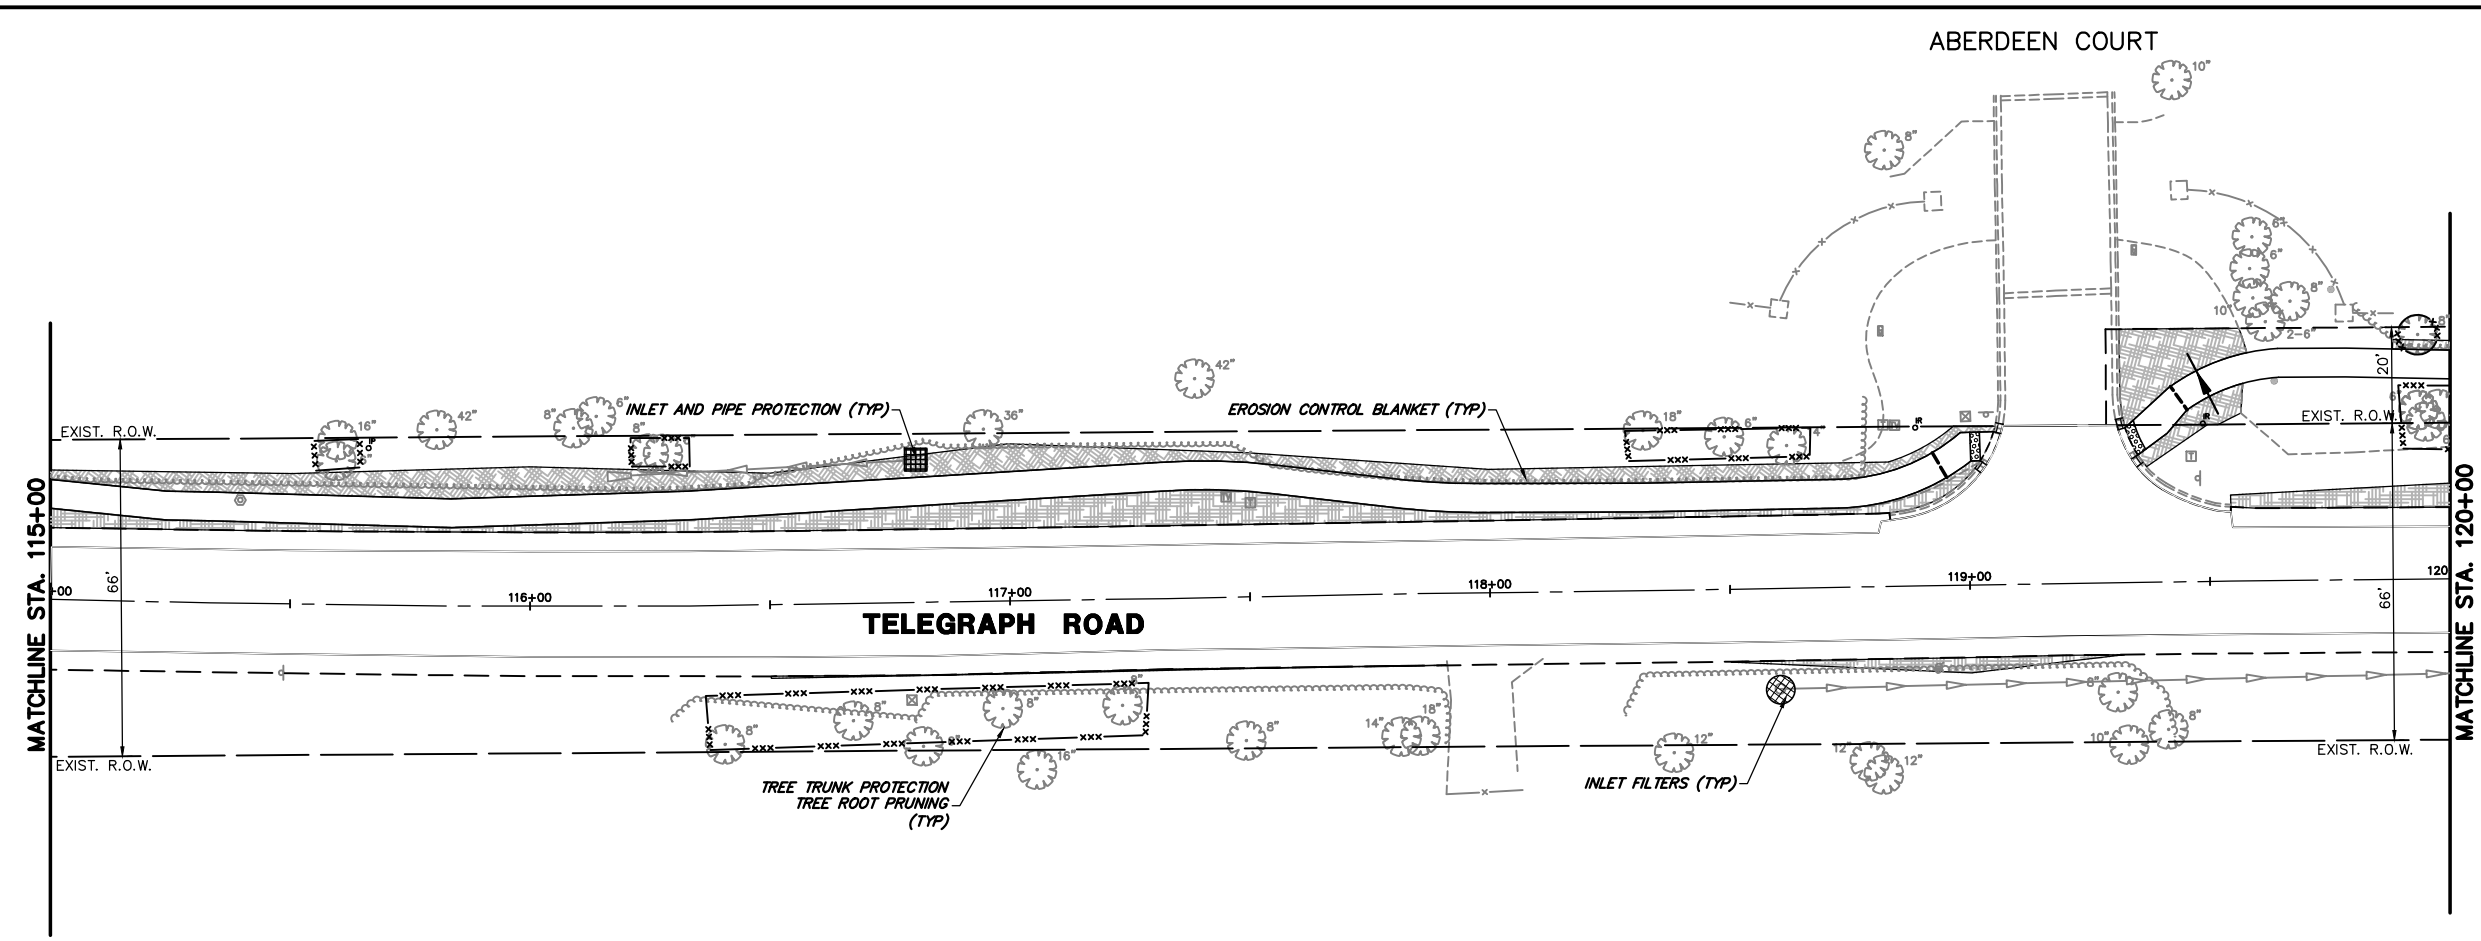 ABERDEEN COURT
10"
8"
6"
6"
8"
10"
2-6"
8"
20'
42"
INLET AND PIPE PROTECTION (TYP)
EROSION CONTROL BLANKET (TYP)
EXIST. R.O.W.
16"
42"
8"
6"
8"
36"
18"
6"
4"
EXIST. R.O.W.
MATCHLINE STA. 115+00
66'
+00
116+00
117+00
118+00
119+00
120
66'
MATCHLINE STA. 120+00
TELEGRAPH ROAD
8"
8"
8"
8"
14"
18"
16"
12"
12"
12"
8"
10"
8"
EXIST. R.O.W.
EXIST. R.O.W.
TREE TRUNK PROTECTION
TREE ROOT PRUNING
(TYP)
INLET FILTERS (TYP)